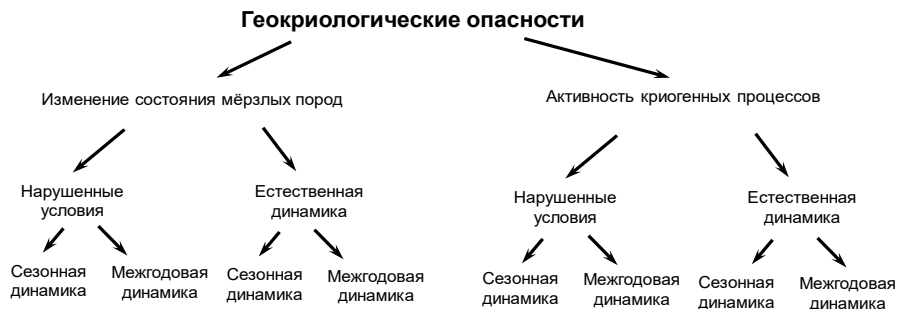 Геокриологические опасности
Изменение состояния мёрзлых пород
Активность криогенных процессов
Нарушенные
условия
Естественная
динамика
Нарушенные
условия
Естественная
динамика
Сезонная
динамика
Межгодовая
динамика
Сезонная
динамика
Межгодовая
динамика
Сезонная
динамика
Межгодовая
динамика
Сезонная
динамика
Межгодовая
динамика